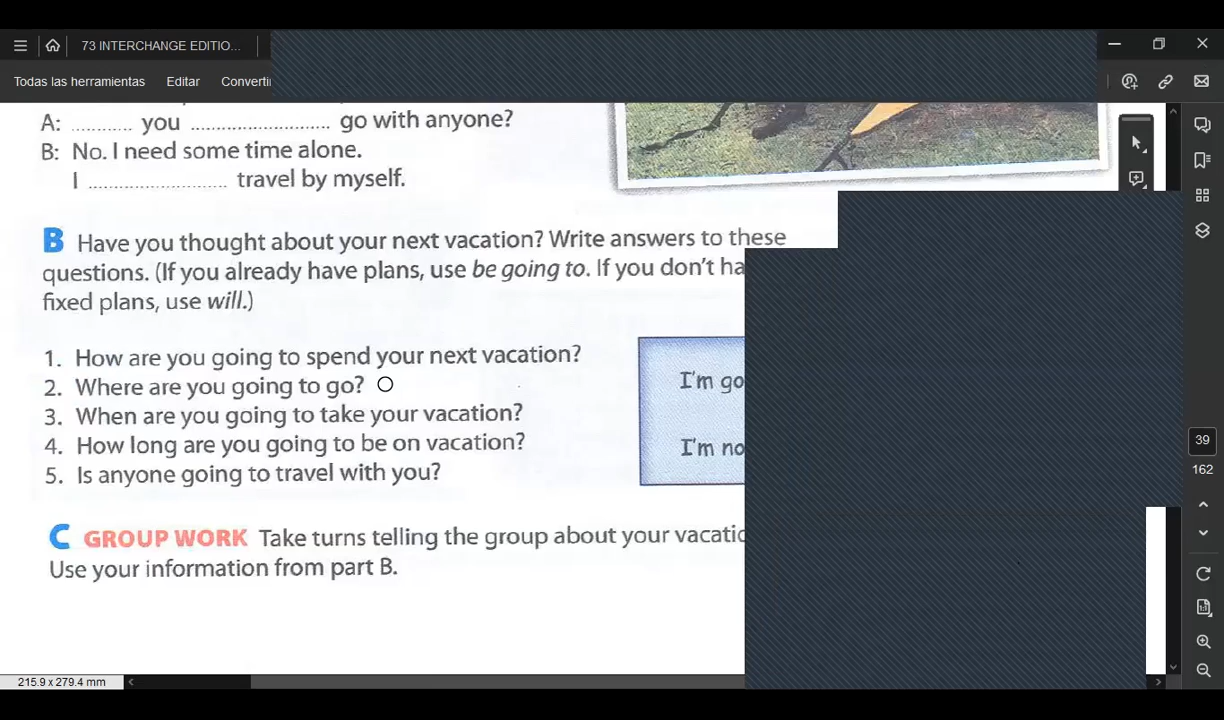 73 INTERCHANGE EDITIO...
Todas las herramientas Editar
A: ............ you ............................ go with anyone?
B: No. I need some time alone.
I ............................ travel by myself.
B Have you thought about your next vacation? Write answers to these
questions. (If you already have plans, use be going to. If you don't
fixed plans, use will.)
1. How are you going to spend your next vacation?
2. Where are you going to go?
3. When are you going to take your vacation?
4. How long are you going to be on vacation?
5. Is anyone going to travel with you?
I'm
I'm
C GROUP WORK Take turns telling the group about your
Use your information from part B.
39
162
215.9 x 279.4 mm